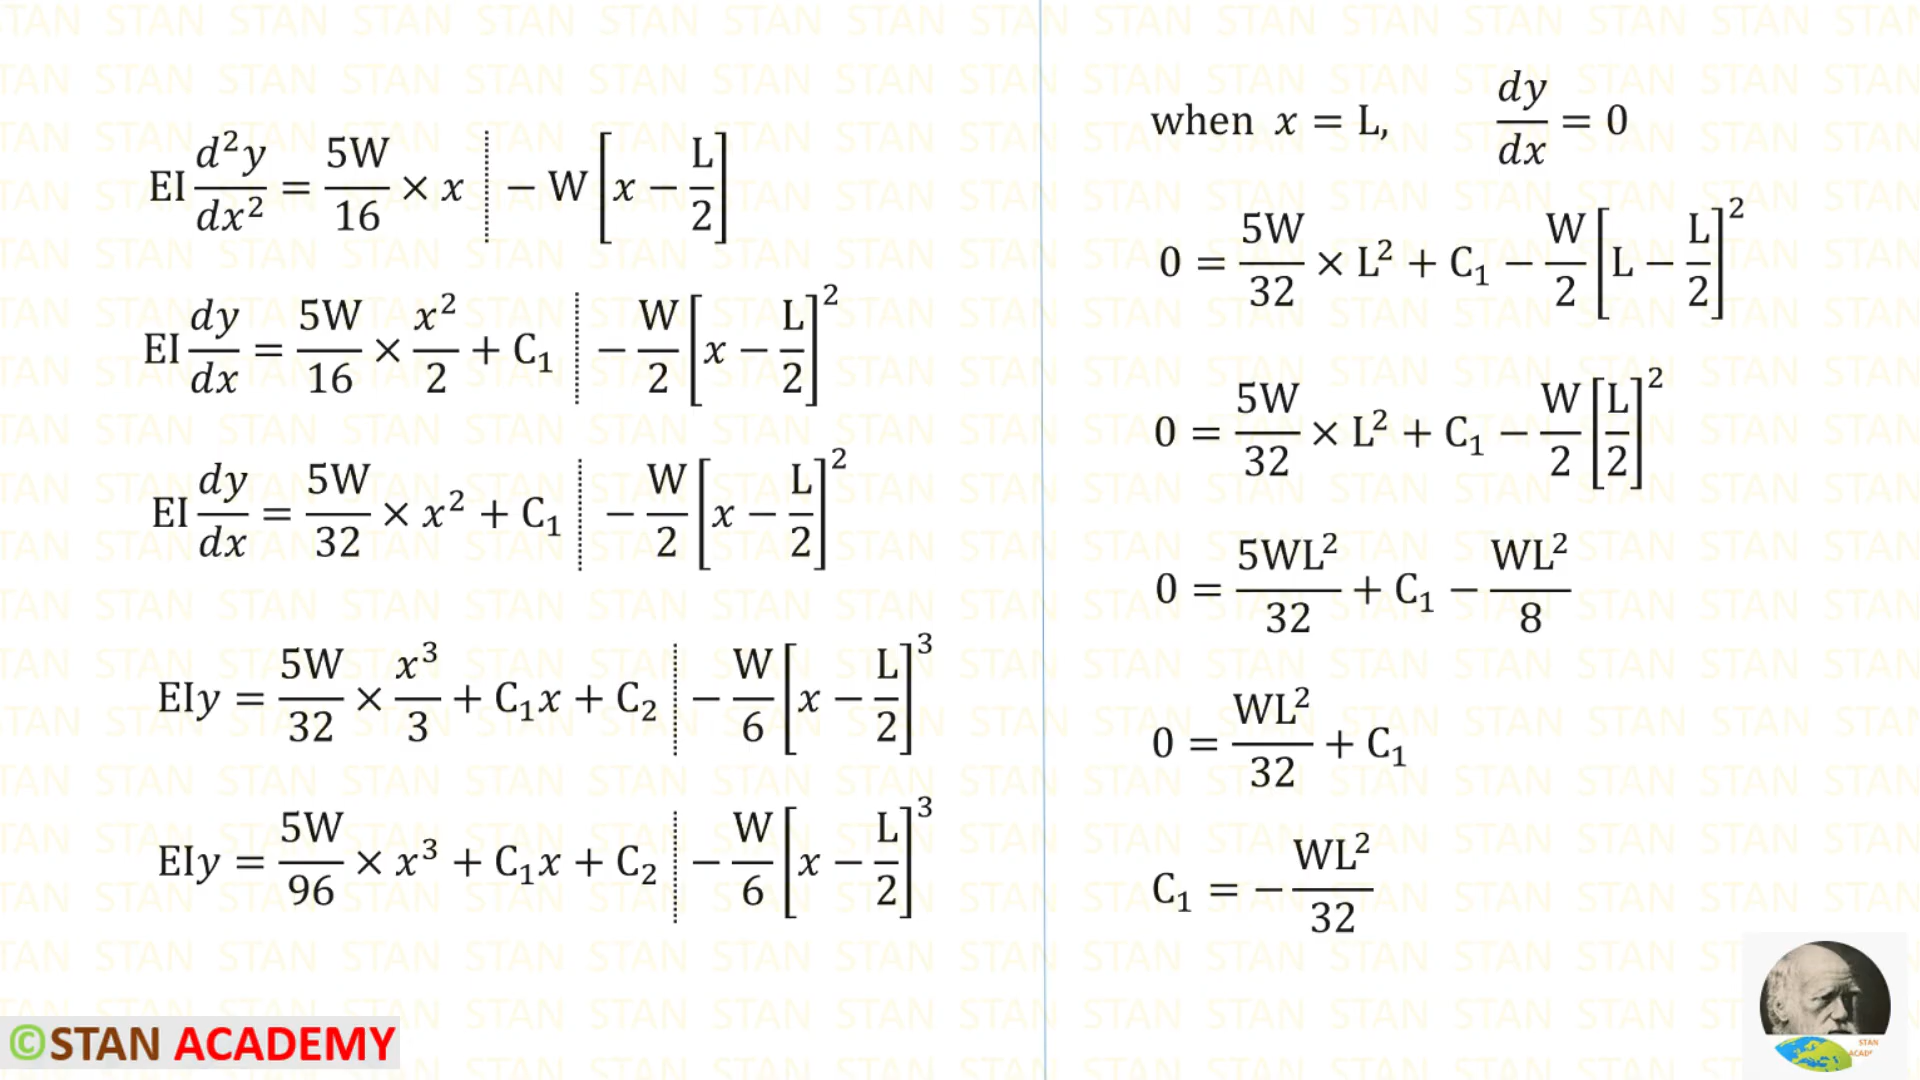 EI d²y/dx² = 5W/16 × x | − W[x − L/2]
EI dy/dx = 5W/16 × x²/2 + C₁ | − W/2[x − L/2]²
EI dy/dx = 5W/32 × x² + C₁ | − W/2[x − L/2]²
EIy = 5W/32 × x³/3 + C₁x + C₂ | − W/6[x − L/2]³
EIy = 5W/96 × x³ + C₁x + C₂ | − W/6[x − L/2]³
when x = L, dy/dx = 0
0 = 5W/32 × L² + C₁ − W/2[L − L/2]²
0 = 5W/32 × L² + C₁ − W/2[L/2]²
0 = 5WL²/32 + C₁ − WL²/8
0 = WL²/32 + C₁
C₁ = − WL²/32
©STAN ACADEMY
STAN